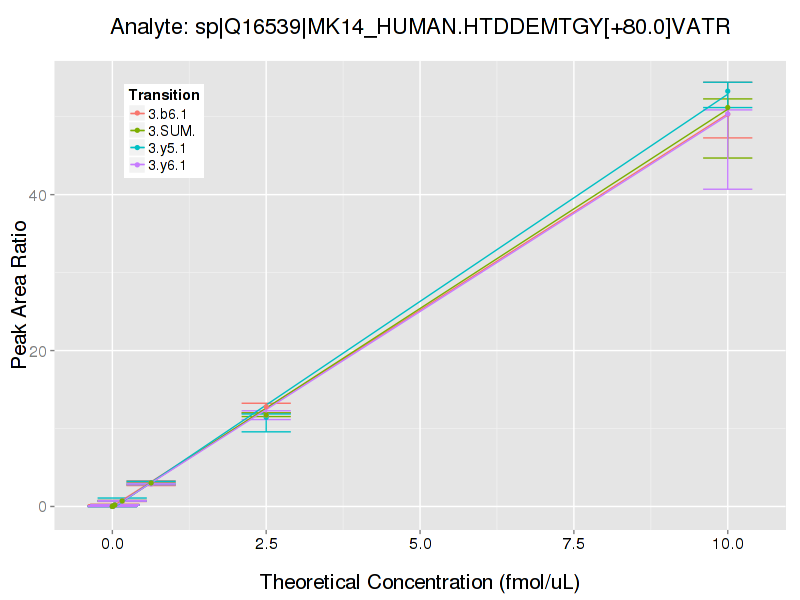 Analyte: sp|Q16539|MK14_HUMAN.HTDDEMTGY[+80.0]VATR
Transition
3.b6.1
3.SUM.
3.y5.1
3.y6.1
40
20
0
Peak Area Ratio
0.0 2.5 5.0 7.5 10.0
Theoretical Concentration (fmol/uL)